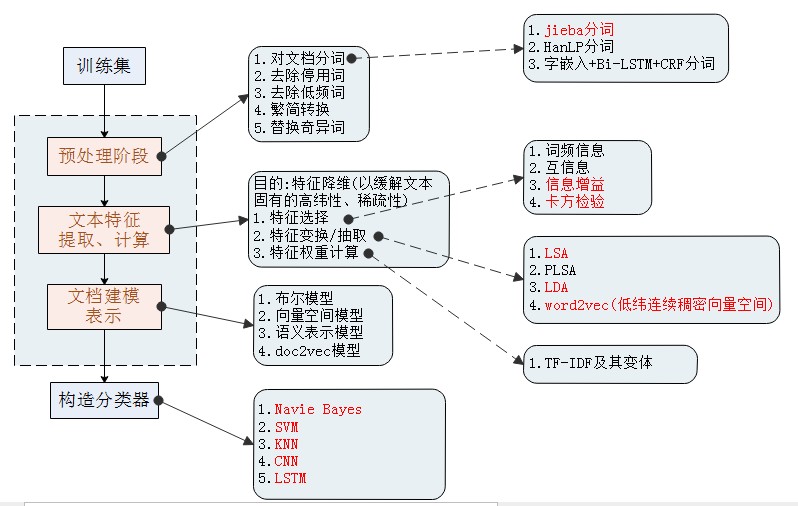 训练集
预处理阶段
文本特征
提取、计算
文档建模
表示
构造分类器
1.对文档分词
2.去除停用词
3.去除低频词
4.繁简转换
5.替换奇异词
目的:特征降维(以缓解文本
固有的高纬性、稀疏性)
1.特征选择
2.特征变换/抽取
3.特征权重计算
1.布尔模型
2.向量空间模型
3.语义表示模型
4.doc2vec模型
1.Navie Bayes
2.SVM
3.KNN
4.CNN
5.LSTM
1.jieba分词
2.HanLP分词
3.字嵌入+Bi-LSTM+CRF分词
1.词频信息
2.互信息
3.信息增益
4.卡方检验
1.LSA
2.PLSA
3.LDA
4.word2vec(低纬连续稠密向量空间)
1.TF-IDF及其变体